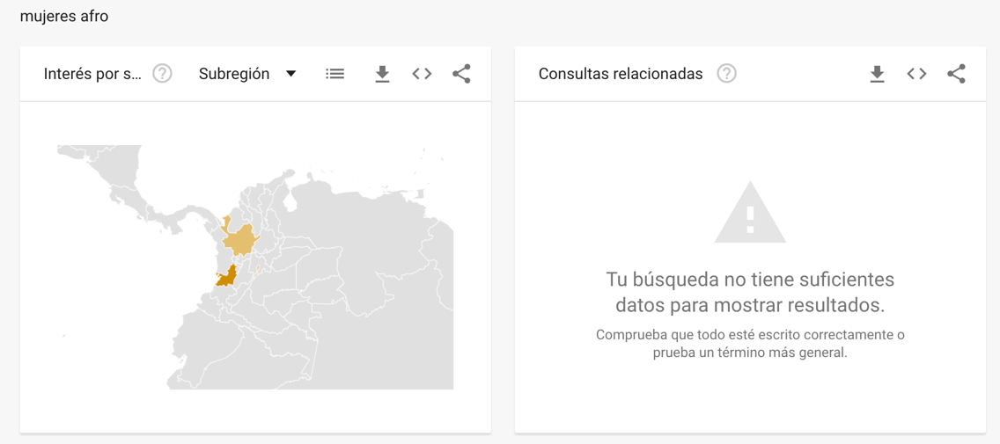 mujeres afro
Interés por s...
Subregión
Consultas relacionadas
Tu búsqueda no tiene suficientes
datos para mostrar resultados.
Comprueba que todo esté escrito correctamente o
prueba un término más general.